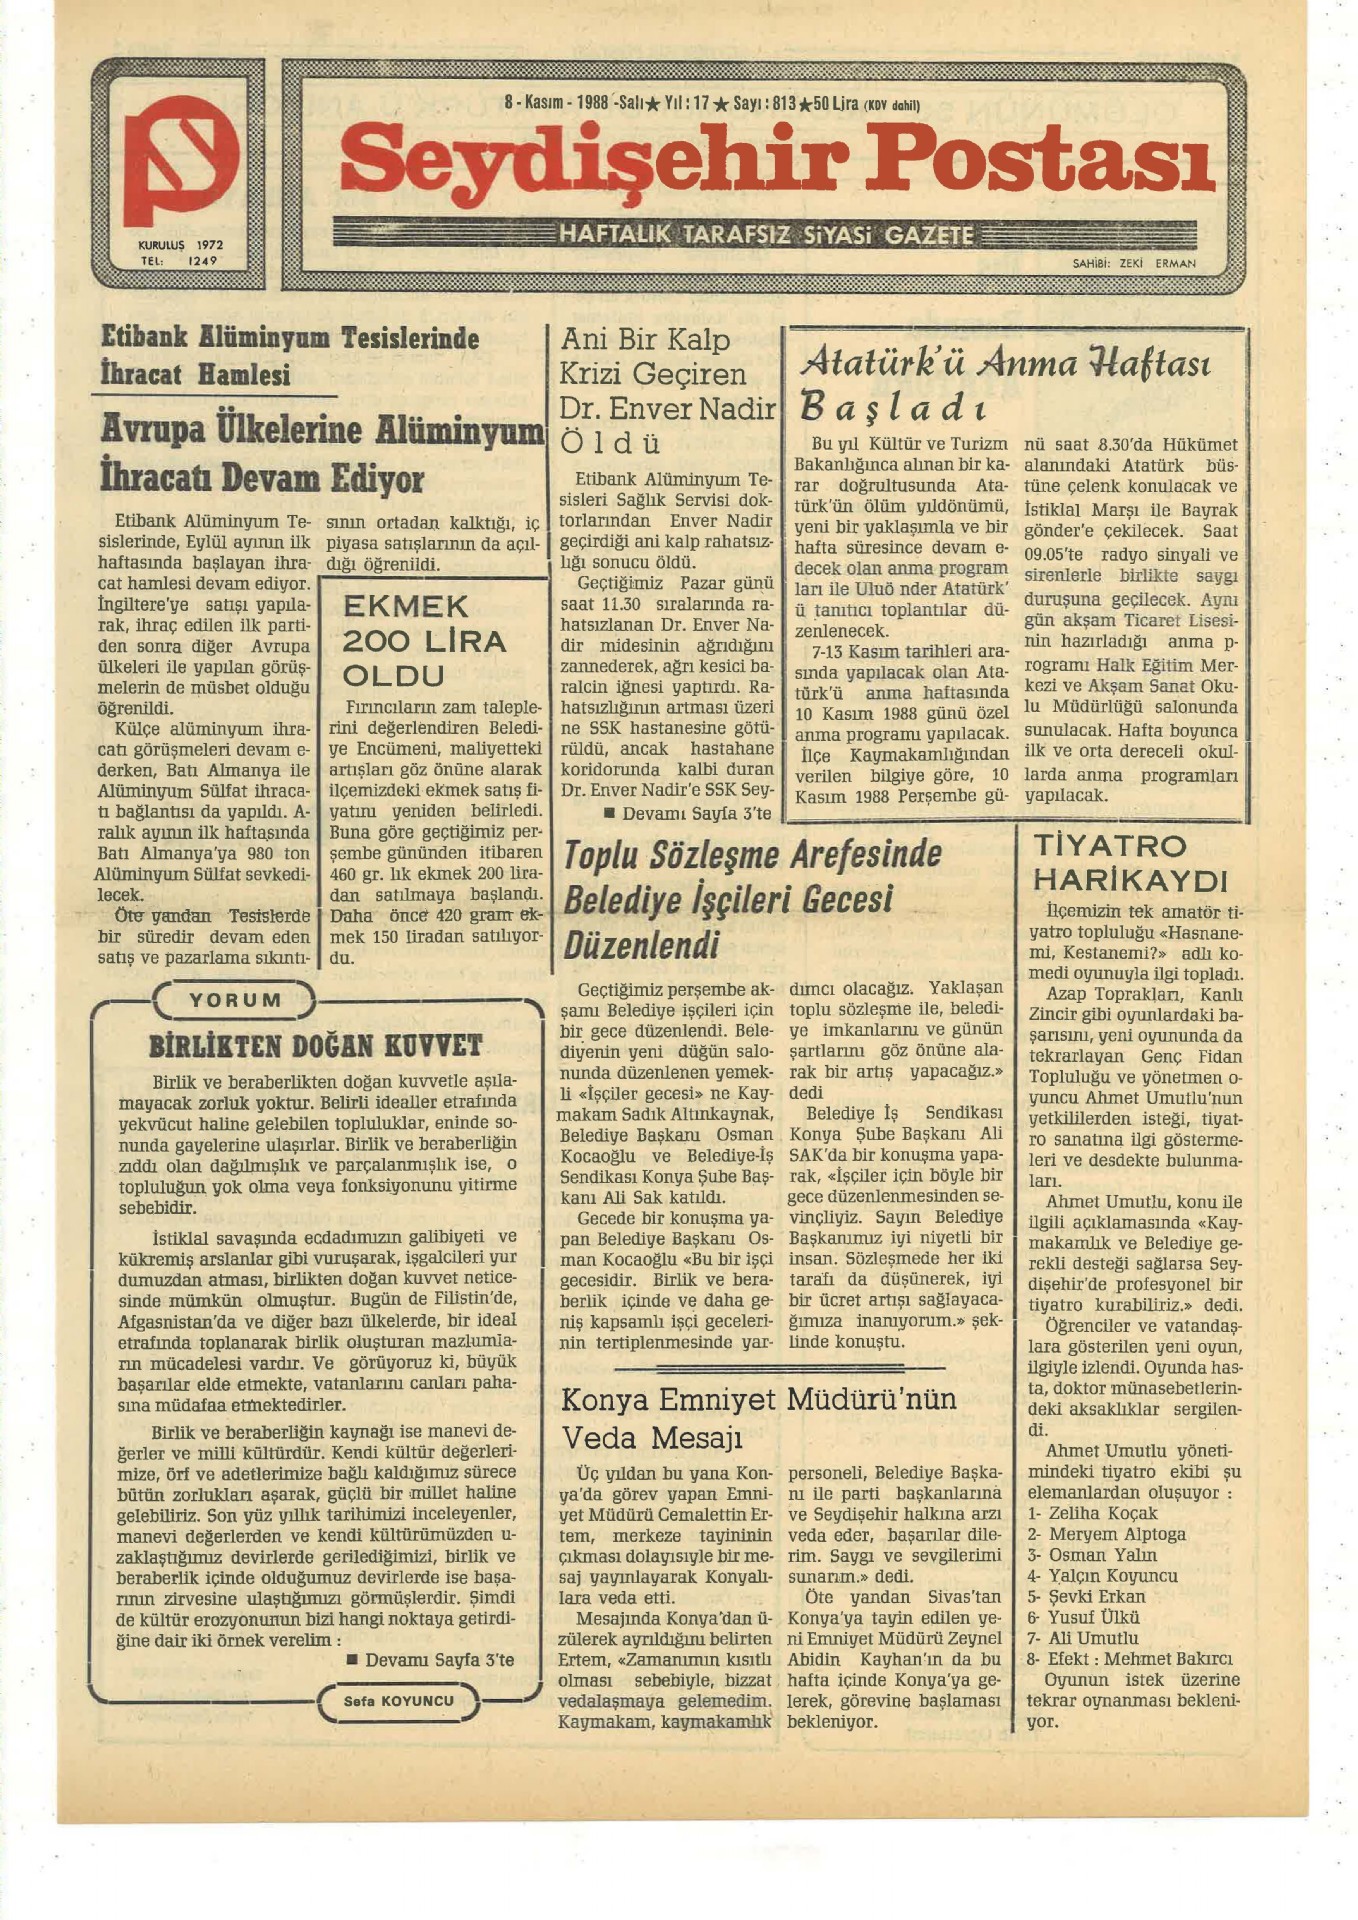 8 - Kasım - 1988 -Salı★ Yıl : 17 ★ Sayı : 813★50 Lira (KDV dahil)
Seydişehir Postası
HAFTALIK TARAFSIZ SİYASİ GAZETE
KURULUŞ 1972
TEL: 1249
SAHİBİ: ZEKİ ERMAN
Etibank Alüminyum Tesislerinde
İhracat Hamlesi
Avrupa Ülkelerine Alüminyum
İhracatı Devam Ediyor
Etibank Alüminyum Te-
sislerinde, Eylül ayının ilk
haftasında başlayan ihra-
cat hamlesi devam ediyor.
İngiltere'ye satışı yapıla-
rak, ihraç edilen ilk parti-
den sonra diğer Avrupa
ülkeleri ile yapılan görüş-
melerin de müsbet olduğu
öğrenildi.
Külçe alüminyum ihra-
catı görüşmeleri devam e-
derken, Batı Almanya ile
Alüminyum Sülfat ihraca-
tı bağlantısı da yapıldı. A-
ralık ayının ilk haftasında
Batı Almanya'ya 980 ton
Alüminyum Sülfat sevkedi-
lecek.
Öte yandan Tesislerde
bir süredir devam eden
satış ve pazarlama sıkıntı-
sının ortadan kalktığı, iç
piyasa satışlarının da açıl-
dığı öğrenildi.
EKMEK
200 LİRA
OLDU
Fırıncıların zam taleple-
rini değerlendiren Beledi-
ye Encümeni, maliyetteki
artışları göz önüne alarak
ilçemizdeki ekmek satış fi-
yatını yeniden belirledi.
Buna göre geçtiğimiz per-
şembe gününden itibaren
460 gr. lık ekmek 200 lira-
dan satılmaya başlandı.
Daha önce 420 gram ek-
mek 150 liradan satılıyor-
du.
YORUM
BİRLİKTEN DOĞAN KUVVET
Birlik ve beraberlikten doğan kuvvetle aşıla-
mayacak zorluk yoktur. Belirli idealler etrafında
yekvücut haline gelebilen topluluklar, eninde so-
nunda gayelerine ulaşırlar. Birlik ve beraberliğin
zıddı olan dağılmışlık ve parçalanmışlık ise, o
topluluğun yok olma veya fonksiyonunu yitirme
sebebidir.
İstiklal savaşında ecdadımızın galibiyeti ve
kükremiş arslanlar gibi vuruşarak, işgalcileri yur
dumuzdan atması, birlikten doğan kuvvet netice-
sinde mümkün olmuştur. Bugün de Filistin'de,
Afgasnistan'da ve diğer bazı ülkelerde, bir ideal
etrafında toplanarak birlik oluşturan mazlumla-
rın mücadelesi vardır. Ve görüyoruz ki, büyük
başarılar elde etmekte, vatanlarını canları paha-
sına müdafaa etmektedirler.
Birlik ve beraberliğin kaynağı ise manevi de-
ğerler ve milli kültürdür. Kendi kültür değerleri-
mize, örf ve adetlerimize bağlı kaldığımız sürece
bütün zorlukları aşarak, güçlü bir millet haline
gelebiliriz. Son yüz yıllık tarihimizi inceleyenler,
manevi değerlerden ve kendi kültürümüzden u-
zaklaştığımız devirlerde gerilediğimizi, birlik ve
beraberlik içinde olduğumuz devirlerde ise başa-
rının zirvesine ulaştığımızı görmüşlerdir. Şimdi
de kültür erozyonunun bizi hangi noktaya getirdi-
ğine dair iki örnek verelim :
■ Devamı Sayfa 3'te
Sefa KOYUNCU
Ani Bir Kalp
Krizi Geçiren
Dr. Enver Nadir
Öldü
Etibank Alüminyum Te-
sisleri Sağlık Servisi dok-
torlarından Enver Nadir
geçirdiği ani kalp rahatsız-
lığı sonucu öldü.
Geçtiğimiz Pazar günü
saat 11.30 sıralarında ra-
hatsızlanan Dr. Enver Na-
dir midesinin ağrıdığını
zannederek, ağrı kesici ba-
ralcin iğnesi yaptırdı. Ra-
hatsızlığının artması üzeri
ne SSK hastanesine götü-
rüldü, ancak hastahane
koridorunda kalbi duran
Dr. Enver Nadir'e SSK Sey-
■ Devamı Sayfa 3'te
Atatürk'ü Anma Haftası
Başladı
Bu yıl Kültür ve Turizm
Bakanlığınca alınan bir ka-
rar doğrultusunda Ata-
türk'ün ölüm yıldönümü,
yeni bir yaklaşımla ve bir
hafta süresince devam e-
decek olan anma program
ları ile Uluö nder Atatürk'
ü tanıtıcı toplantılar dü-
zenlenecek.
7-13 Kasım tarihleri ara-
sında yapılacak olan Ata-
türk'ü anma haftasında
10 Kasım 1988 günü özel
anma programı yapılacak.
İlçe Kaymakamlığından
verilen bilgiye göre, 10
Kasım 1988 Perşembe gü-
nü saat 8.30'da Hükümet
alanındaki Atatürk büs-
tüne çelenk konulacak ve
İstiklal Marşı ile Bayrak
gönder'e çekilecek. Saat
09.05'te radyo sinyali ve
sirenlerle birlikte saygı
duruşuna geçilecek. Aynı
gün akşam Ticaret Lisesi-
nin hazırladığı anma p-
rogramı Halk Eğitim Mer-
kezi ve Akşam Sanat Oku-
lu Müdürlüğü salonunda
sunulacak. Hafta boyunca
ilk ve orta dereceli okul-
larda anma programları
yapılacak.
Toplu Sözleşme Arefesinde
Belediye İşçileri Gecesi
Düzenlendi
Geçtiğimiz perşembe ak-
şamı Belediye işçileri için
bir gece düzenlendi. Bele-
diyenin yeni düğün salo-
nunda düzenlenen yemek-
li «İşçiler gecesi» ne Kay-
makam Sadık Altınkaynak,
Belediye Başkanı Osman
Kocaoğlu ve Belediye-İş
Sendikası Konya Şube Baş-
kanı Ali Sak katıldı.
Gecede bir konuşma ya-
pan Belediye Başkanı Os-
man Kocaoğlu «Bu bir işçi
gecesidir. Birlik ve bera-
berlik içinde ve daha ge-
niş kapsamlı işçi geceleri-
nin tertiplenmesinde yar-
dımcı olacağız. Yaklaşan
toplu sözleşme ile, beledi-
ye imkanlarını ve günün
şartlarını göz önüne ala-
rak bir artış yapacağız.»
dedi
Belediye İş Sendikası
Konya Şube Başkanı Ali
SAK'da bir konuşma yapa-
rak, «İşçiler için böyle bir
gece düzenlenmesinden se-
vinçliyiz. Sayın Belediye
Başkanımız iyi niyetli bir
insan. Sözleşmede her iki
tarafı da düşünerek, iyi
bir ücret artışı sağlayaca-
ğımıza inanıyorum.» şek-
linde konuştu.
Konya Emniyet Müdürü'nün
Veda Mesajı
Üç yıldan bu yana Kon-
ya'da görev yapan Emni-
yet Müdürü Cemalettin Er-
tem, merkeze tayininin
çıkması dolayısıyle bir me-
saj yayınlayarak Konyalı-
lara veda etti.
Mesajında Konya'dan ü-
zülerek ayrıldığını belirten
Ertem, «Zamanımın kısıtlı
olması sebebiyle, bizzat
vedalaşmaya gelemedim.
Kaymakam, kaymakamlık
personeli, Belediye Başka-
nı ile parti başkanlarına
ve Seydişehir halkına arzı
veda eder, başarılar dile-
rim. Saygı ve sevgilerimi
sunarım.» dedi.
Öte yandan Sivas'tan
Konya'ya tayin edilen ye-
ni Emniyet Müdürü Zeynel
Abidin Kayhan'ın da bu
hafta içinde Konya'ya ge-
lerek, görevine başlaması
bekleniyor.
TİYATRO
HARİKAYDI
İlçemizin tek amatör ti-
yatro topluluğu «Hasnane-
mi, Kestanemi?» adlı ko-
medi oyunuyla ilgi topladı.
Azap Toprakları, Kanlı
Zincir gibi oyunlardaki ba-
şarısını, yeni oyununda da
tekrarlayan Genç Fidan
Topluluğu ve yönetmen o-
yuncu Ahmet Umutlu'nun
yetkililerden isteği, tiyat-
ro sanatına ilgi gösterme-
leri ve desdekte bulunma-
ları.
Ahmet Umutlu, konu ile
ilgili açıklamasında «Kay-
makamlık ve Belediye ge-
rekli desteği sağlarsa Sey-
dişehir'de profesyonel bir
tiyatro kurabiliriz.» dedi.
Öğrenciler ve vatandaş-
lara gösterilen yeni oyun,
ilgiyle izlendi. Oyunda has-
ta, doktor münasebetlerin-
deki aksaklıklar sergilen-
di.
Ahmet Umutlu yöneti-
mindeki tiyatro ekibi şu
elemanlardan oluşuyor :
1- Zeliha Koçak
2- Meryem Alptoga
3- Osman Yalın
4- Yalçın Koyuncu
5- Şevki Erkan
6- Yusuf Ülkü
7- Ali Umutlu
8- Efekt : Mehmet Bakırcı
Oyunun istek üzerine
tekrar oynanması bekleni-
yor.